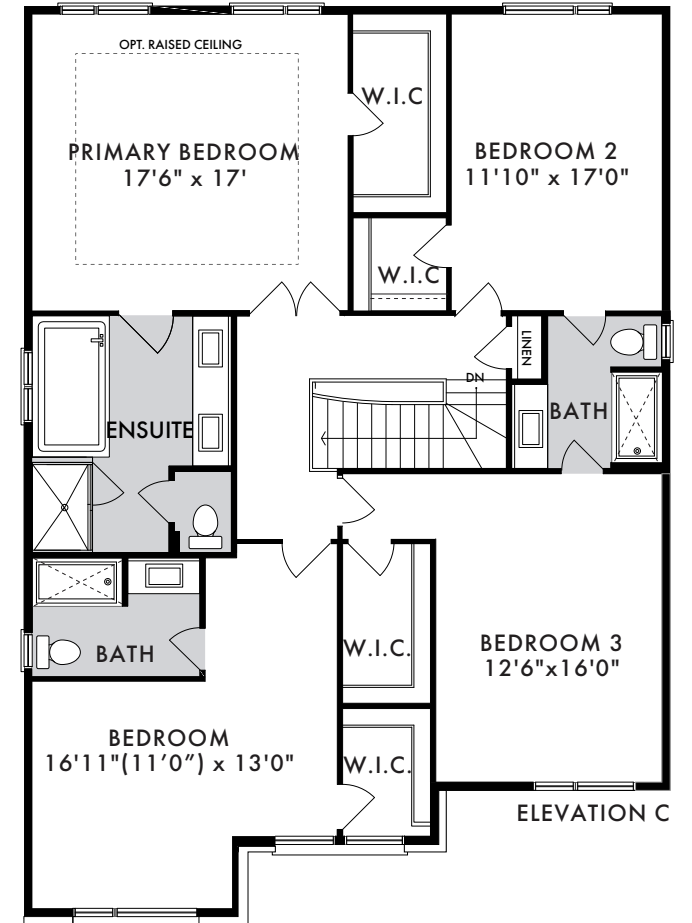 OPT. RAISED CEILING
W.I.C
PRIMARY BEDROOM
17'6" x 17'
BEDROOM 2
11'10" x 17'0"
W.I.C
LINEN
DN
ENSUITE
BATH
BATH
W.I.C.
BEDROOM 3
12'6"x16'0"
BEDROOM
16'11"(11’0”) x 13'0"
W.I.C.
ELEVATION C